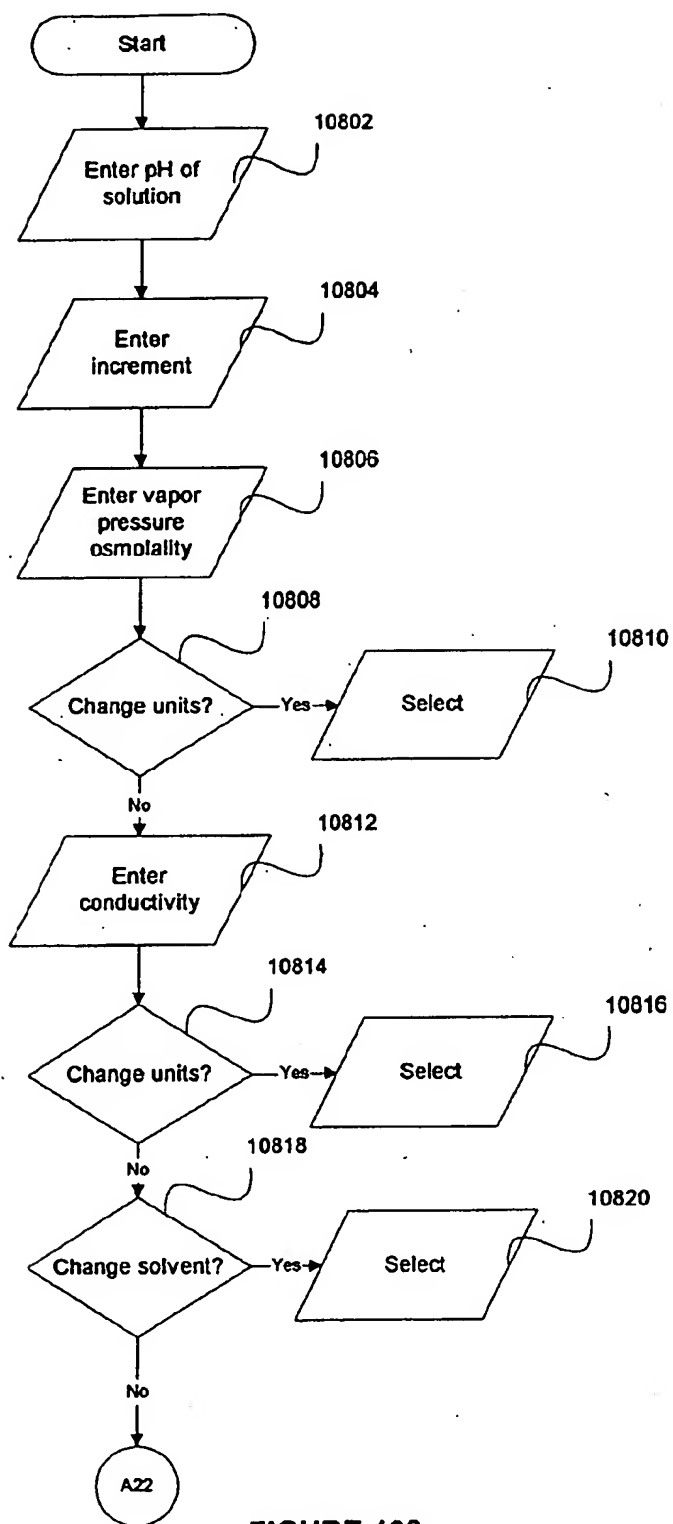 Start
10802
Enter pH of
solution
10804
Enter
increment
10806
Enter vapor
pressure
osmolality
10808
10810
Change units?
Yes
Select
No
10812
Enter
conductivity
10814
10816
Change units?
Yes
Select
No
10818
10820
Change solvent?
Yes
Select
No
A22